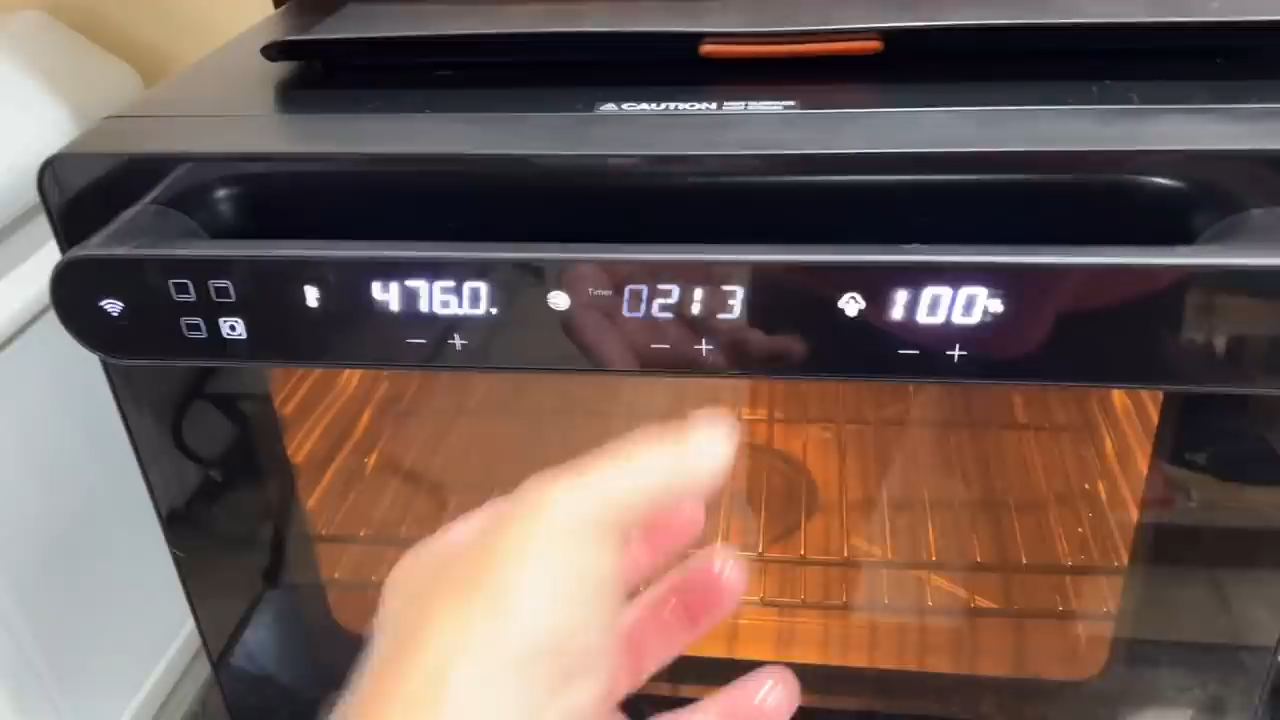 ⚠ CAUTION
476.0 Timer 0213 100%
- + - + - +